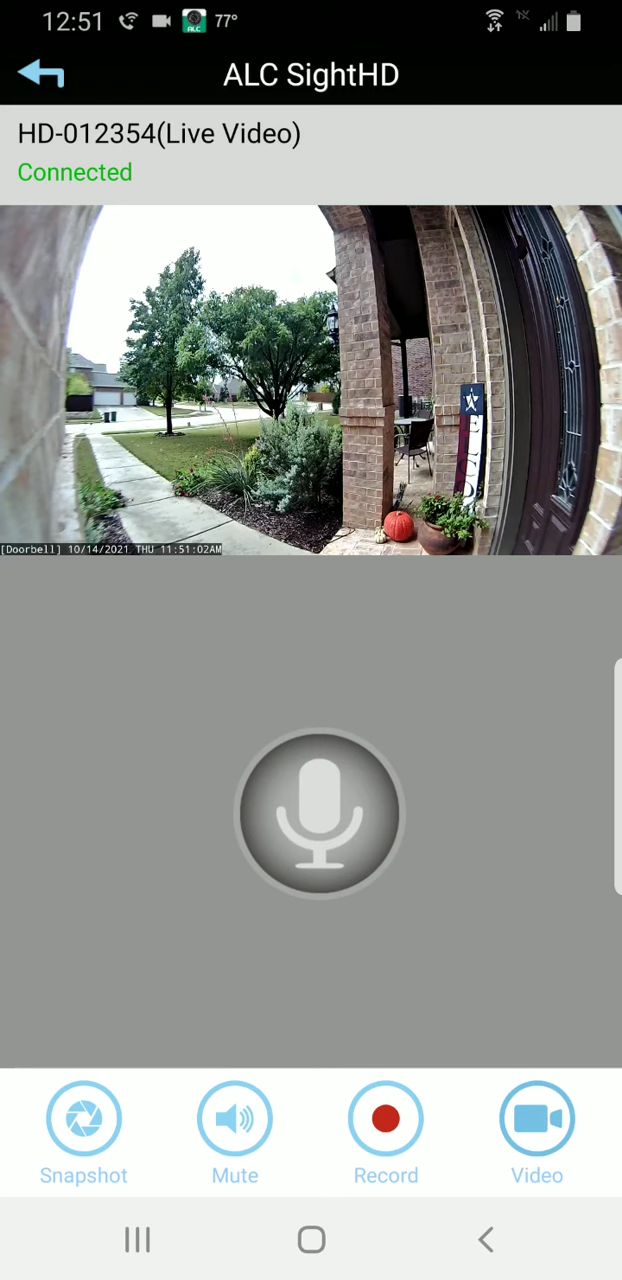 12:51 ALC 77°
ALC SightHD
HD-012354(Live Video)
Connected
[Doorbell] 10/14/2021 THU 11:51:02AM
Snapshot Mute Record Video